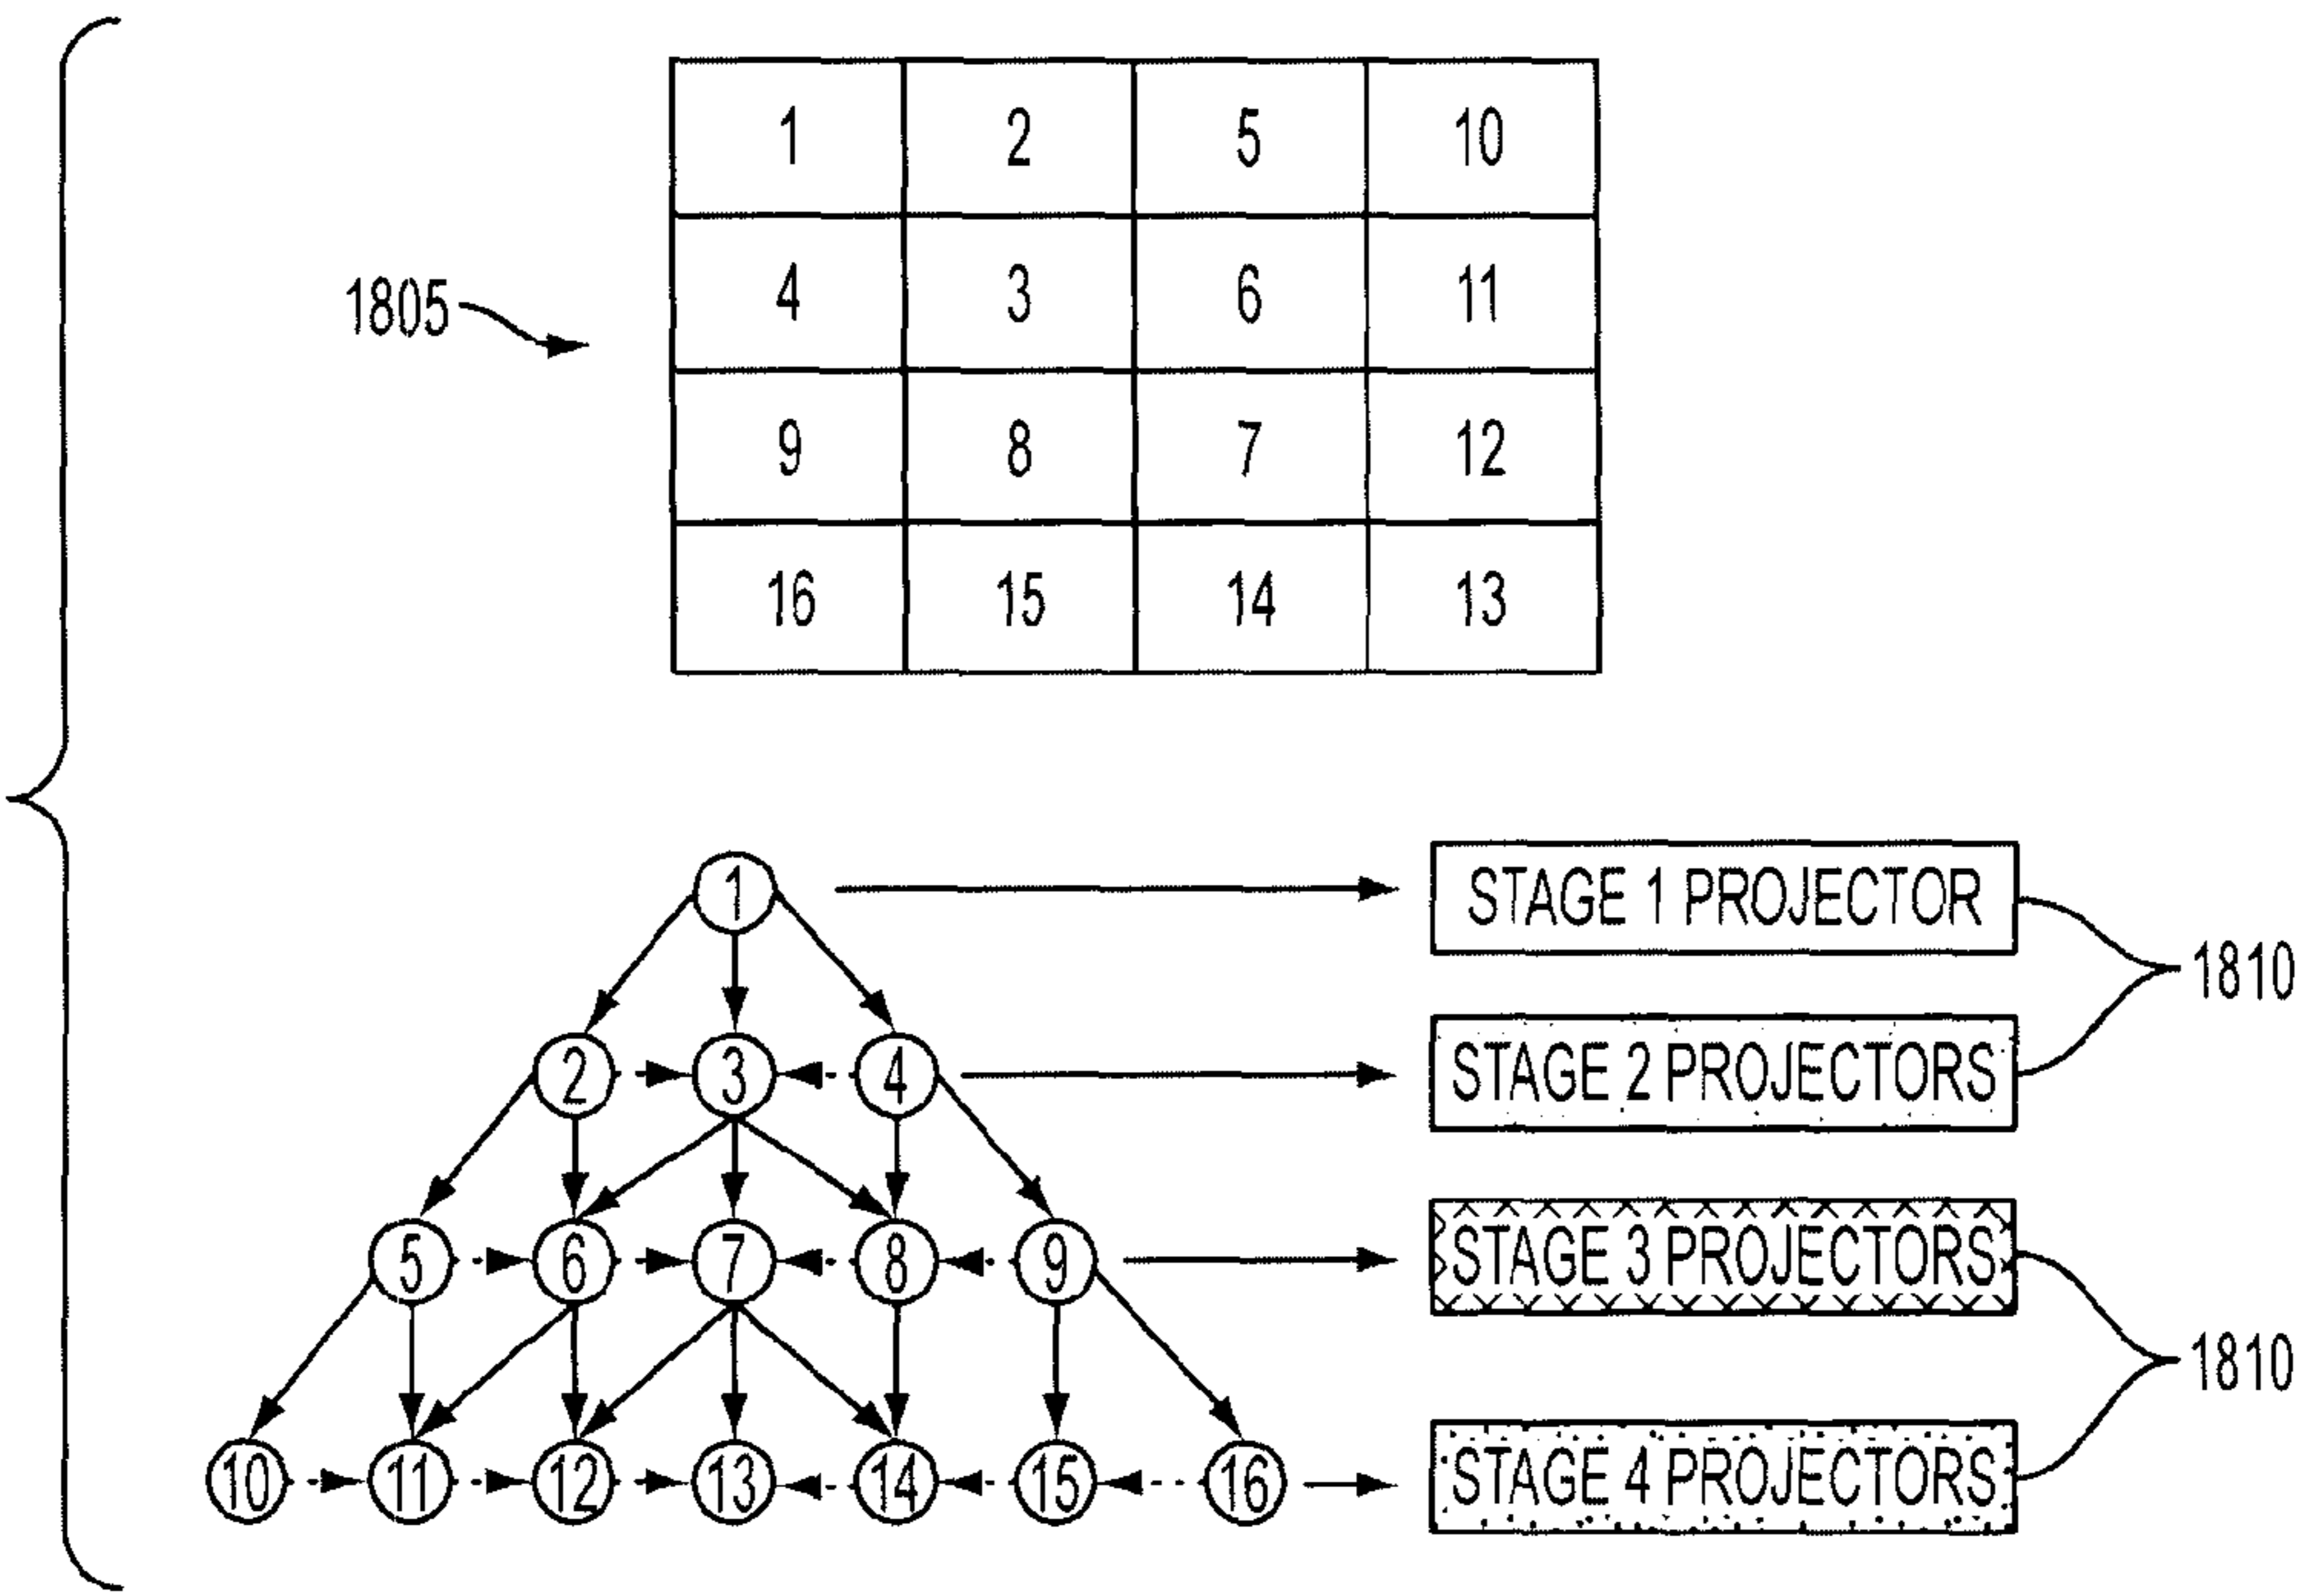 1 2 5 10
1805
4 3 6 11
9 8 7 12
16 15 14 13
1
STAGE 1 PROJECTOR
1810
2 3 4
STAGE 2 PROJECTORS
5 6 7 8 9
STAGE 3 PROJECTORS
1810
10 11 12 13 14 15 16
STAGE 4 PROJECTORS